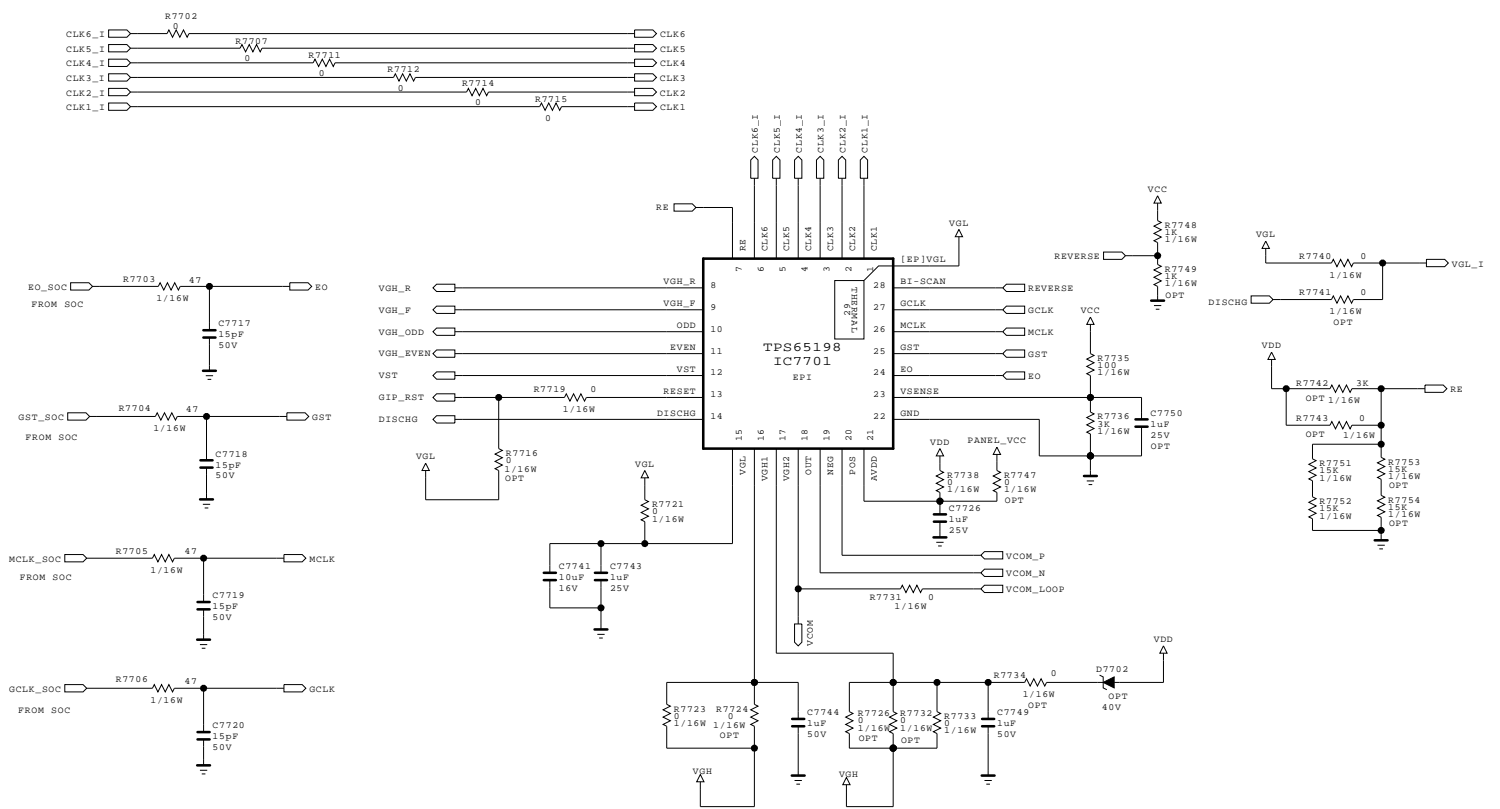 R7702
0
CLK6_I
CLK6
R7707
0
CLK5_I
CLK5
R7711
0
CLK4_I
CLK4
R7712
0
CLK3_I
CLK3
R7714
0
CLK2_I
CLK2
R7715
0
CLK1_I
CLK1
CLK6_I
CLK5_I
CLK4_I
CLK3_I
CLK2_I
CLK1_I
RE
RE
CLK6
CLK5
CLK4
CLK3
CLK2
CLK1
VGL
[EP]VGL
7
6
5
4
3
2
1
VCC
R7748
1K
1/16W
REVERSE
R7749
1K
1/16W
OPT
VGL
R7740
0
1/16W
VGL_I
DISCHG
R7741
0
1/16W
OPT
EO_SOC
R7703
47
1/16W
EO
FROM SOC
C7717
15pF
50V
GST_SOC
R7704
47
1/16W
GST
FROM SOC
C7718
15pF
50V
MCLK_SOC
R7705
47
1/16W
MCLK
FROM SOC
C7719
15pF
50V
GCLK_SOC
R7706
47
1/16W
GCLK
FROM SOC
C7720
15pF
50V
VGH_R
VGH_R
8
VGH_F
VGH_F
9
VGH_ODD
ODD
10
VGH_EVEN
EVEN
11
VST
VST
12
GIP_RST
R7719
0
1/16W
RESET
13
DISCHG
DISCHG
14
THERMAL
29
TPS65198
IC7701
EPI
28
BI-SCAN
REVERSE
27
GCLK
GCLK
26
MCLK
MCLK
25
GST
GST
24
EO
EO
23
VSENSE
22
GND
VCC
R7735
100
1/16W
R7736
3K
1/16W
C7750
1uF
25V
OPT
VDD
R7742
3K
OPT
1/16W
RE
R7743
0
OPT
1/16W
R7751
15K
1/16W
R7753
15K
1/16W
OPT
R7752
15K
1/16W
R7754
15K
1/16W
OPT
15
16
17
18
19
20
21
VGL
VGH1
VGH2
OUT
NEG
POS
AVDD
VGL
R7716
0
1/16W
OPT
VGL
R7721
0
1/16W
C7741
10uF
16V
C7743
1uF
25V
VDD
R7738
0
1/16W
PANEL_VCC
R7747
0
1/16W
OPT
C7726
1uF
25V
VCOM_P
VCOM_N
VCOM_LOOP
R7731
0
1/16W
VCOM
R7723
0
1/16W
R7724
0
1/16W
OPT
C7744
1uF
50V
VGH
R7726
0
1/16W
OPT
R7732
0
1/16W
OPT
R7733
0
1/16W
C7749
1uF
50V
VGH
R7734
0
1/16W
OPT
D7702
OPT
40V
VDD